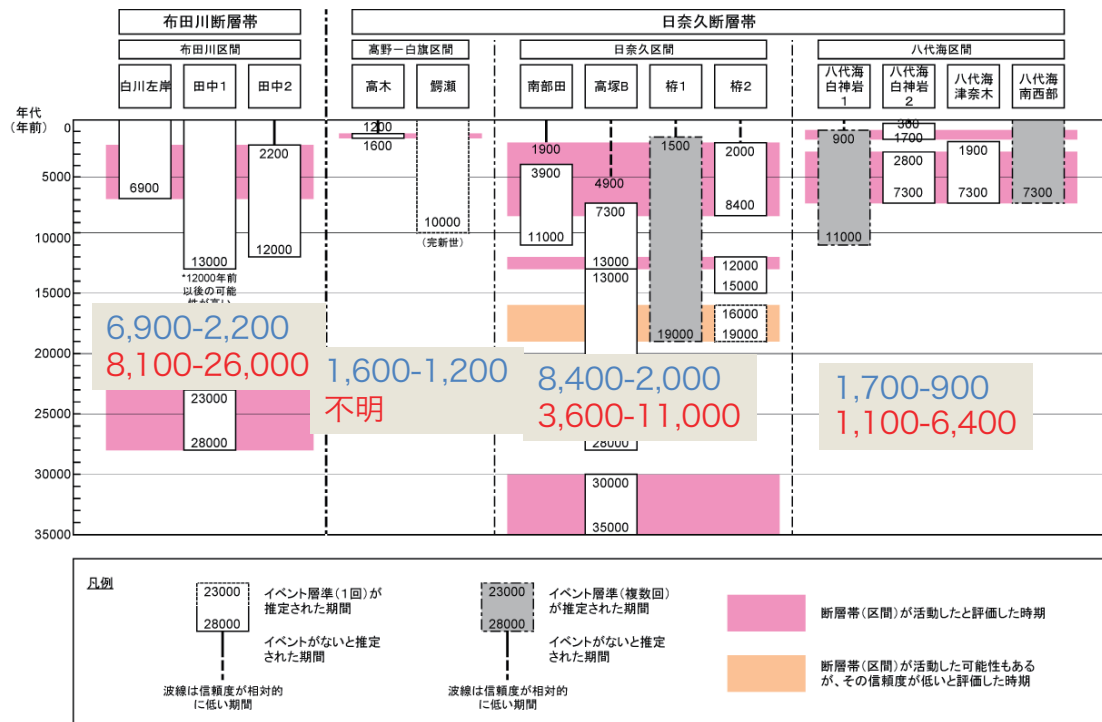 布田川断層帯
日奈久断層帯
布田川区間
高野ー白旗区間
日奈久区間
八代海区間
白川左岸
田中1
田中2
高木
鰐瀬
南部田
高塚B
栫1
栫2
八代海
白神岩
1
八代海
白神岩
2
八代海
津奈木
八代海
南西部
年代
(年前)
0
5000
10000
15000
20000
25000
30000
35000
6900
13000
*12000年前
以後の可能
性が高い
23000
28000
2200
12000
1200
1600
10000
(完新世)
1900
3900
11000
4900
7300
13000
13000
28000
30000
35000
1500
19000
2000
8400
12000
15000
16000
19000
900
11000
300
1700
2800
7300
1900
7300
7300
6,900-2,200
8,100-26,000
1,600-1,200
不明
8,400-2,000
3,600-11,000
1,700-900
1,100-6,400
凡例
23000
28000
イベント層準(1回)が
推定された期間
イベントがないと推定
された期間
波線は信頼度が相対的
に低い期間
23000
28000
イベント層準(複数回)
が推定された期間
イベントがないと推定
された期間
波線は信頼度が相対的
に低い期間
断層帯(区間)が活動したと評価した時期
断層帯(区間)が活動した可能性もある
が、その信頼度が低いと評価した時期